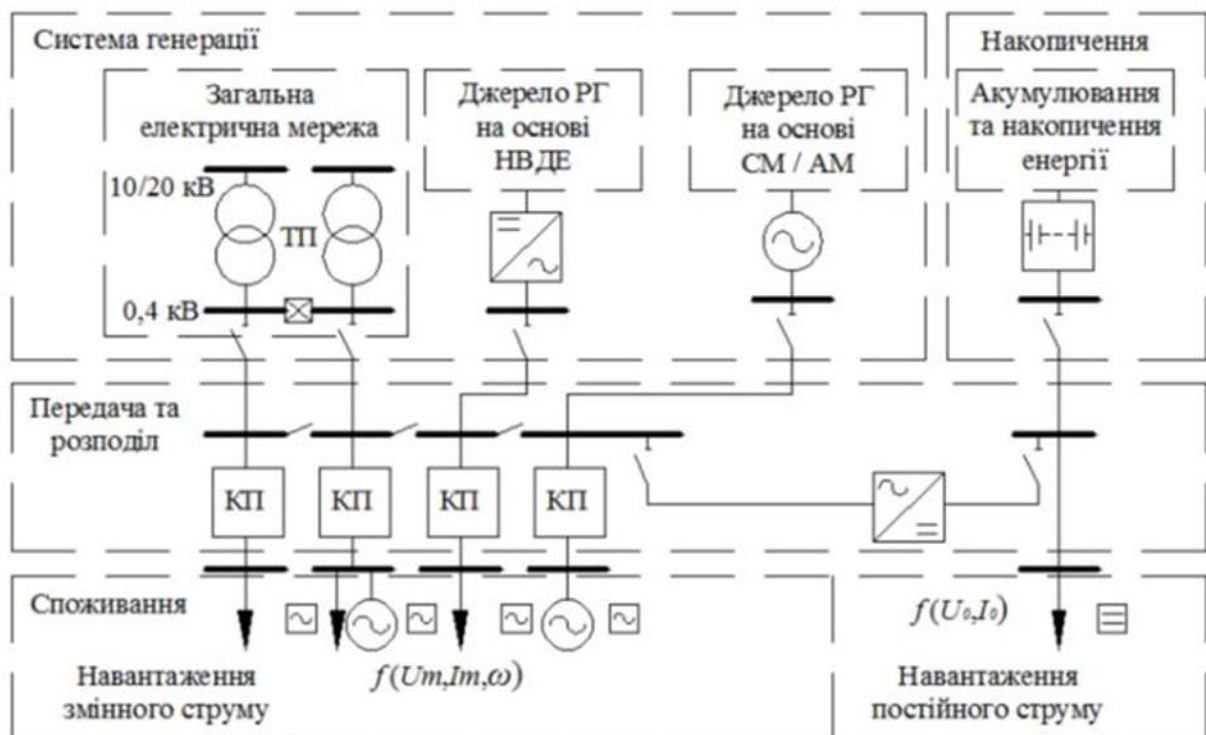 Система генерації
Накопичення
Загальна
електрична мережа
Джерело РГ
на основі
НВДЕ
Джерело РГ
на основі
СМ / АМ
Акумулювання
та накопичення
енергії
10/20 кВ
ТП
0,4 кВ
Передача та
розподіл
КП
КП
КП
КП
Споживання
f(Um,Im,ω)
f(U₀,I₀)
Навантаження
змінного струму
Навантаження
постійного струму